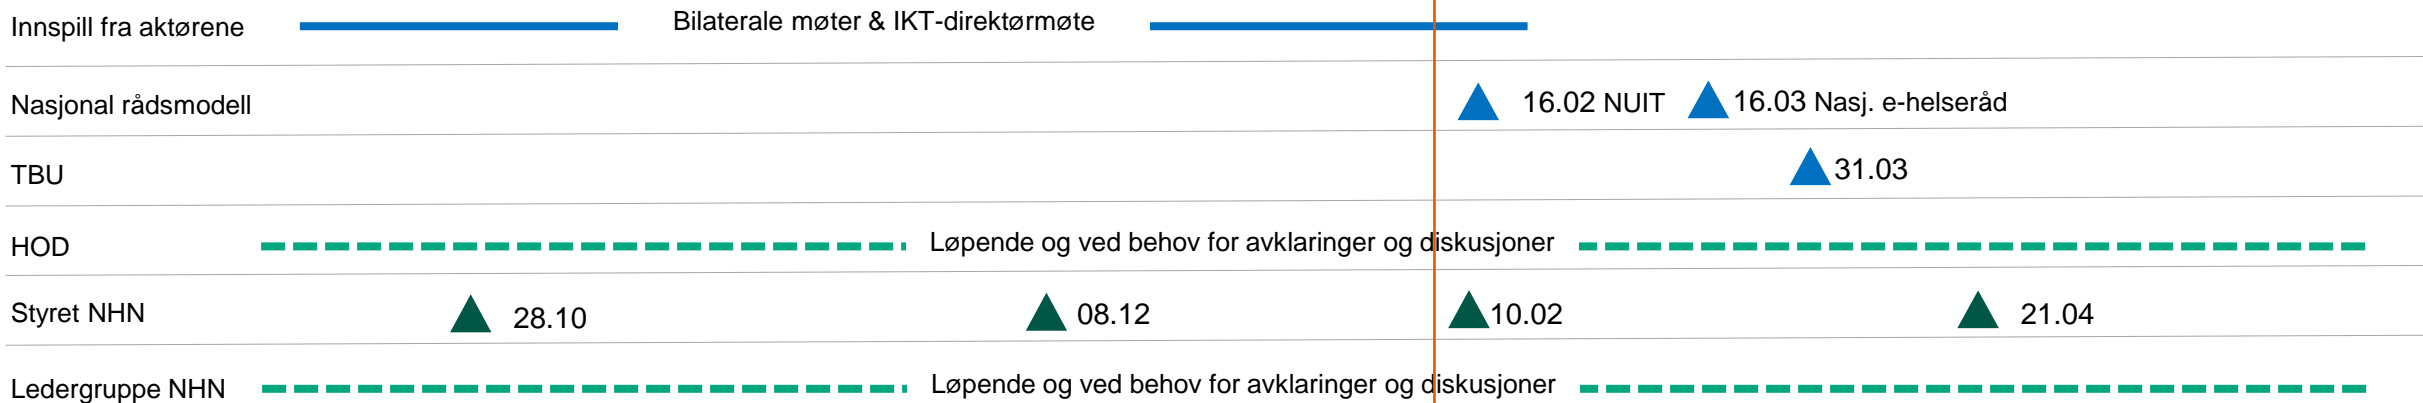 Innspill fra aktørene
Bilaterale møter & IKT-direktørmøte
Nasjonal rådsmodell
16.02 NUIT
16.03 Nasj. e-helseråd
TBU
31.03
HOD
Løpende og ved behov for avklaringer og diskusjoner
Styret NHN
28.10
08.12
10.02
21.04
Ledergruppe NHN
Løpende og ved behov for avklaringer og diskusjoner